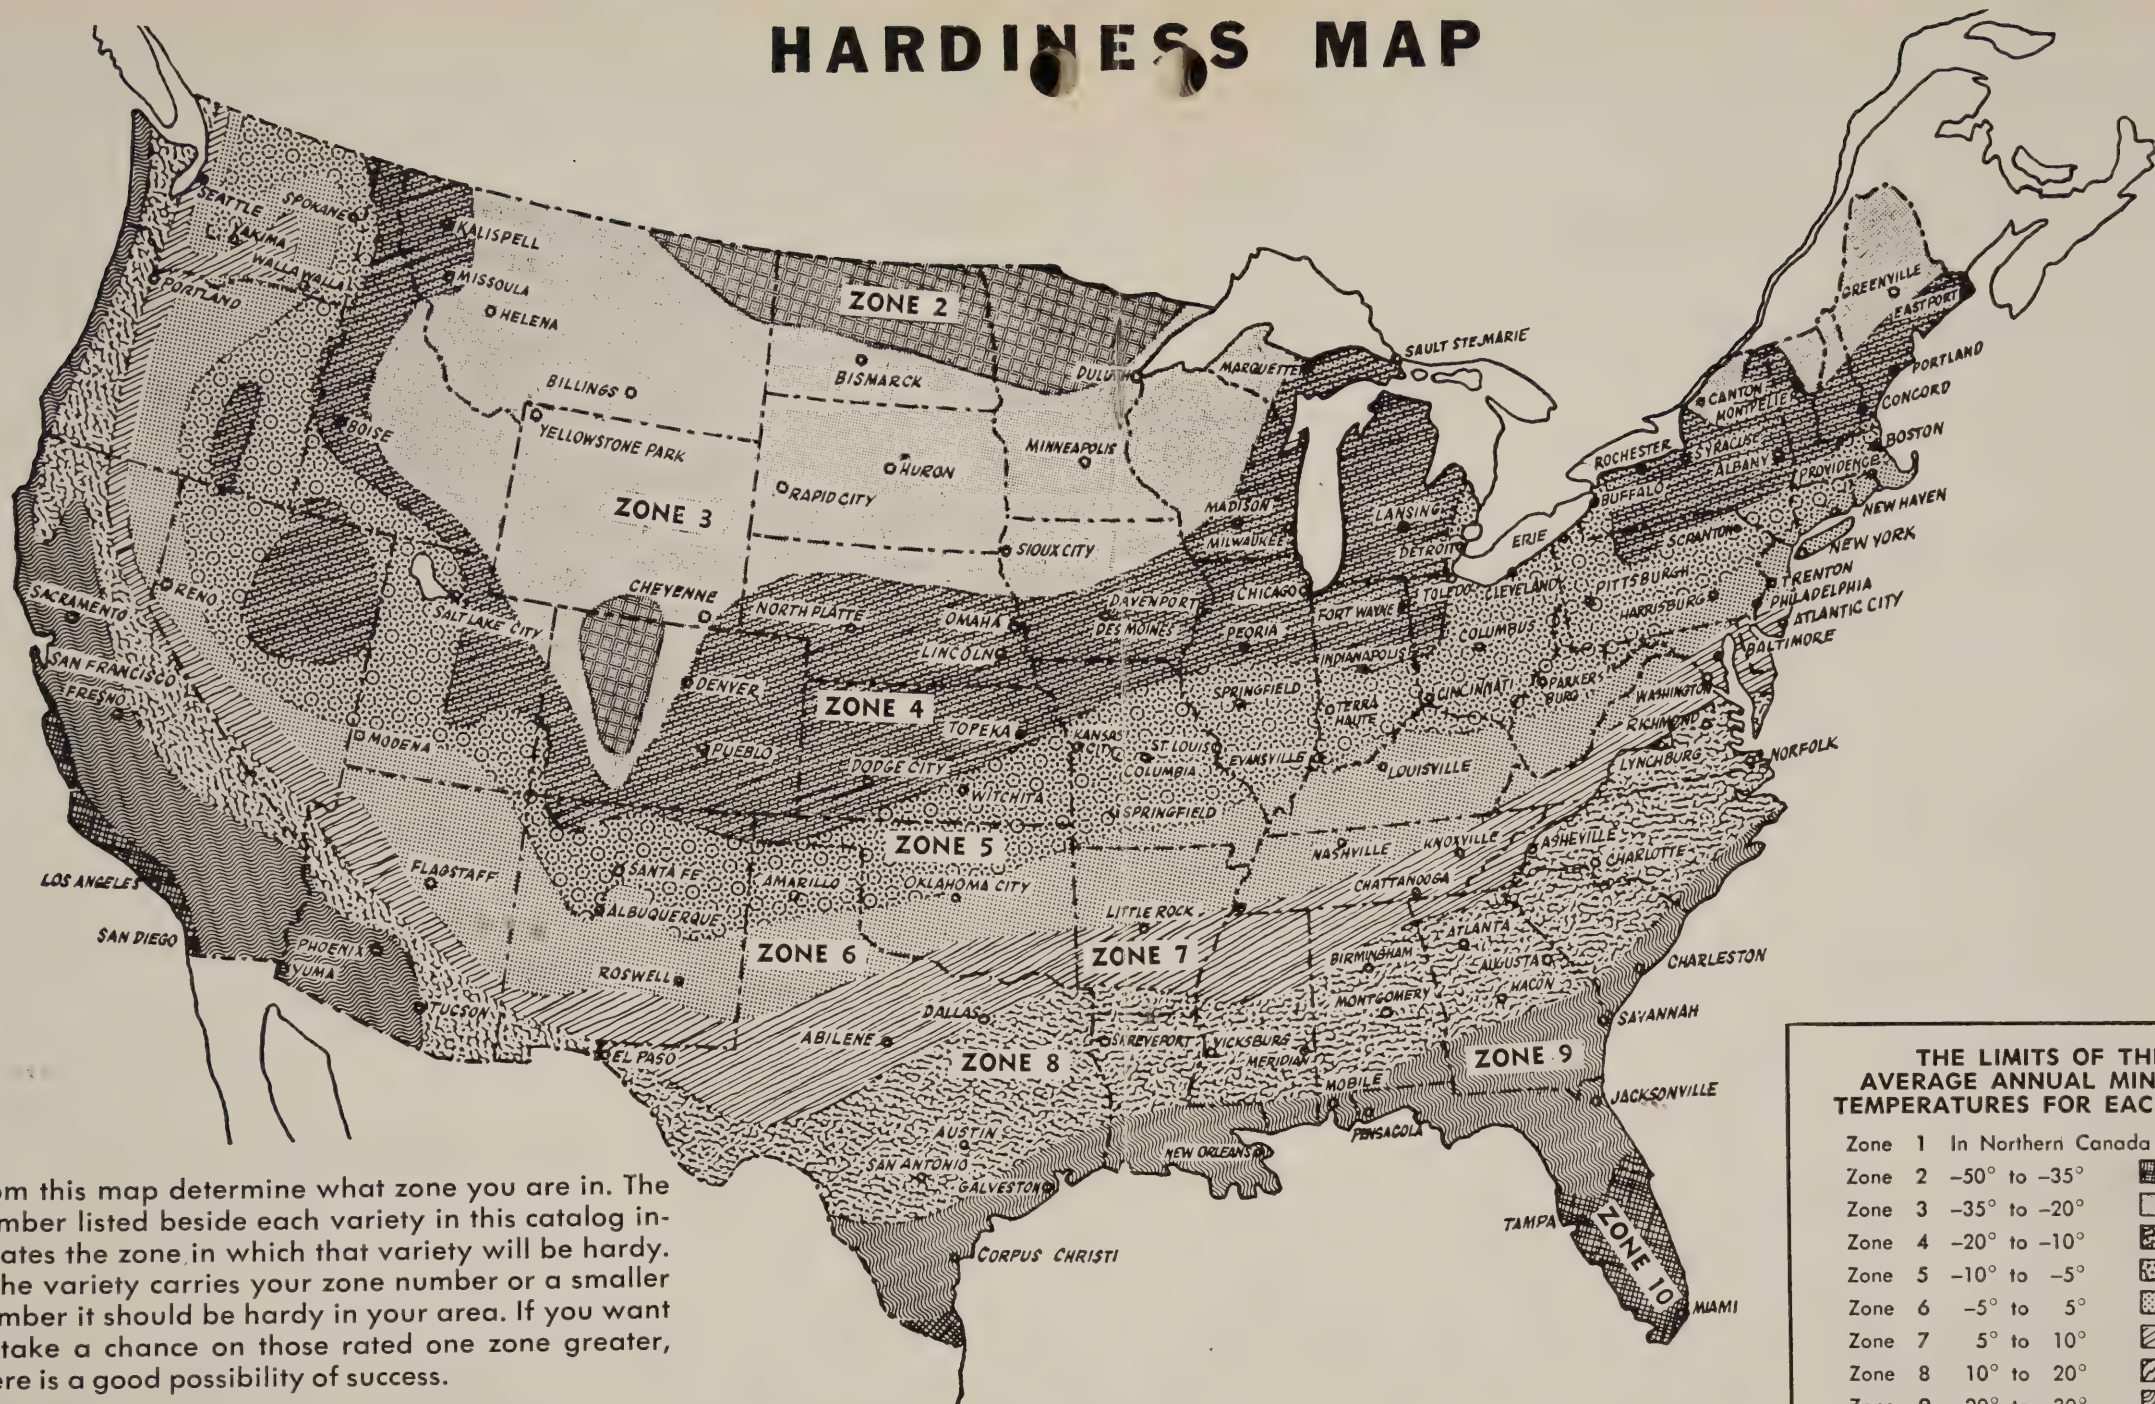 HARDINESS MAP
SEATTLE
SPOKANE
YAKIMA
WALLA WALLA
PORTLAND
KALISPELL
MISSOULA
HELENA
BILLINGS
BOISE
YELLOWSTONE PARK
ZONE 2
BISMARCK
DULUTH
MARQUETTE
SAULT STE. MARIE
GREENVILLE
EASTPORT
PORTLAND
CONCORD
CANTON
MONTPELIER
BOSTON
ROCHESTER
SYRACUSE
ALBANY
PROVIDENCE
BUFFALO
NEW HAVEN
NEW YORK
MINNEAPOLIS
HURON
RAPID CITY
ZONE 3
SIOUX CITY
MADISON
MILWAUKEE
LANSING
DETROIT
ERIE
SCRANTON
TRENTON
PHILADELPHIA
ATLANTIC CITY
BALTIMORE
PITTSBURGH
HARRISBURG
CLEVELAND
TOLEDO
FORT WAYNE
CHICAGO
DAVENPORT
DES MOINES
PEORIA
OMAHA
LINCOLN
NORTH PLATTE
CHEYENNE
SALT LAKE CITY
RENO
SACRAMENTO
SAN FRANCISCO
FRESNO
MODENA
DENVER
PUEBLO
ZONE 4
TOPEKA
DODGE CITY
WITCHITA
KANSAS
CITY
ST. LOUIS
COLUMBIA
SPRINGFIELD
SPRINGFIELD
INDIANAPOLIS
TERRA
HAUTE
EVANSVILLE
COLUMBUS
CINCINNATI
PARKERS
BURG
WASHINGTON
RICHMOND
LYNCHBURG
NORFOLK
LOUISVILLE
ZONE 5
NASHVILLE
KNOXVILLE
ASHEVILLE
CHARLOTTE
CHATTANOOGA
LOS ANGELES
SAN DIEGO
PHOENIX
YUMA
TUCSON
FLAGSTAFF
SANTA FE
ALBUQUERQUE
AMARILLO
OKLAHOMA CITY
LITTLE ROCK
ROSWELL
ZONE 6
ZONE 7
ATLANTA
BIRMINGHAM
AUGUSTA
MACON
MONTGOMERY
CHARLESTON
SAVANNAH
DALLAS
ABILENE
EL PASO
ZONE 8
SHREVEPORT
VICKSBURG
MERIDIAN
ZONE 9
MOBILE
PENSACOLA
JACKSONVILLE
NEW ORLEANS
AUSTIN
SAN ANTONIO
GALVESTON
CORPUS CHRISTI
TAMPA
ZONE 10
MIAMI
om this map determine what zone you are in. The
mber listed beside each variety in this catalog in-
ates the zone in which that variety will be hardy.
he variety carries your zone number or a smaller
mber it should be hardy in your area. If you want
take a chance on those rated one zone greater,
ere is a good possibility of success.
THE LIMITS OF TH
AVERAGE ANNUAL MIN
TEMPERATURES FOR EAC
Zone 1 In Northern Canada
Zone 2 -50° to -35°
Zone 3 -35° to -20°
Zone 4 -20° to -10°
Zone 5 -10° to -5°
Zone 6 -5° to 5°
Zone 7 5° to 10°
Zone 8 10° to 20°